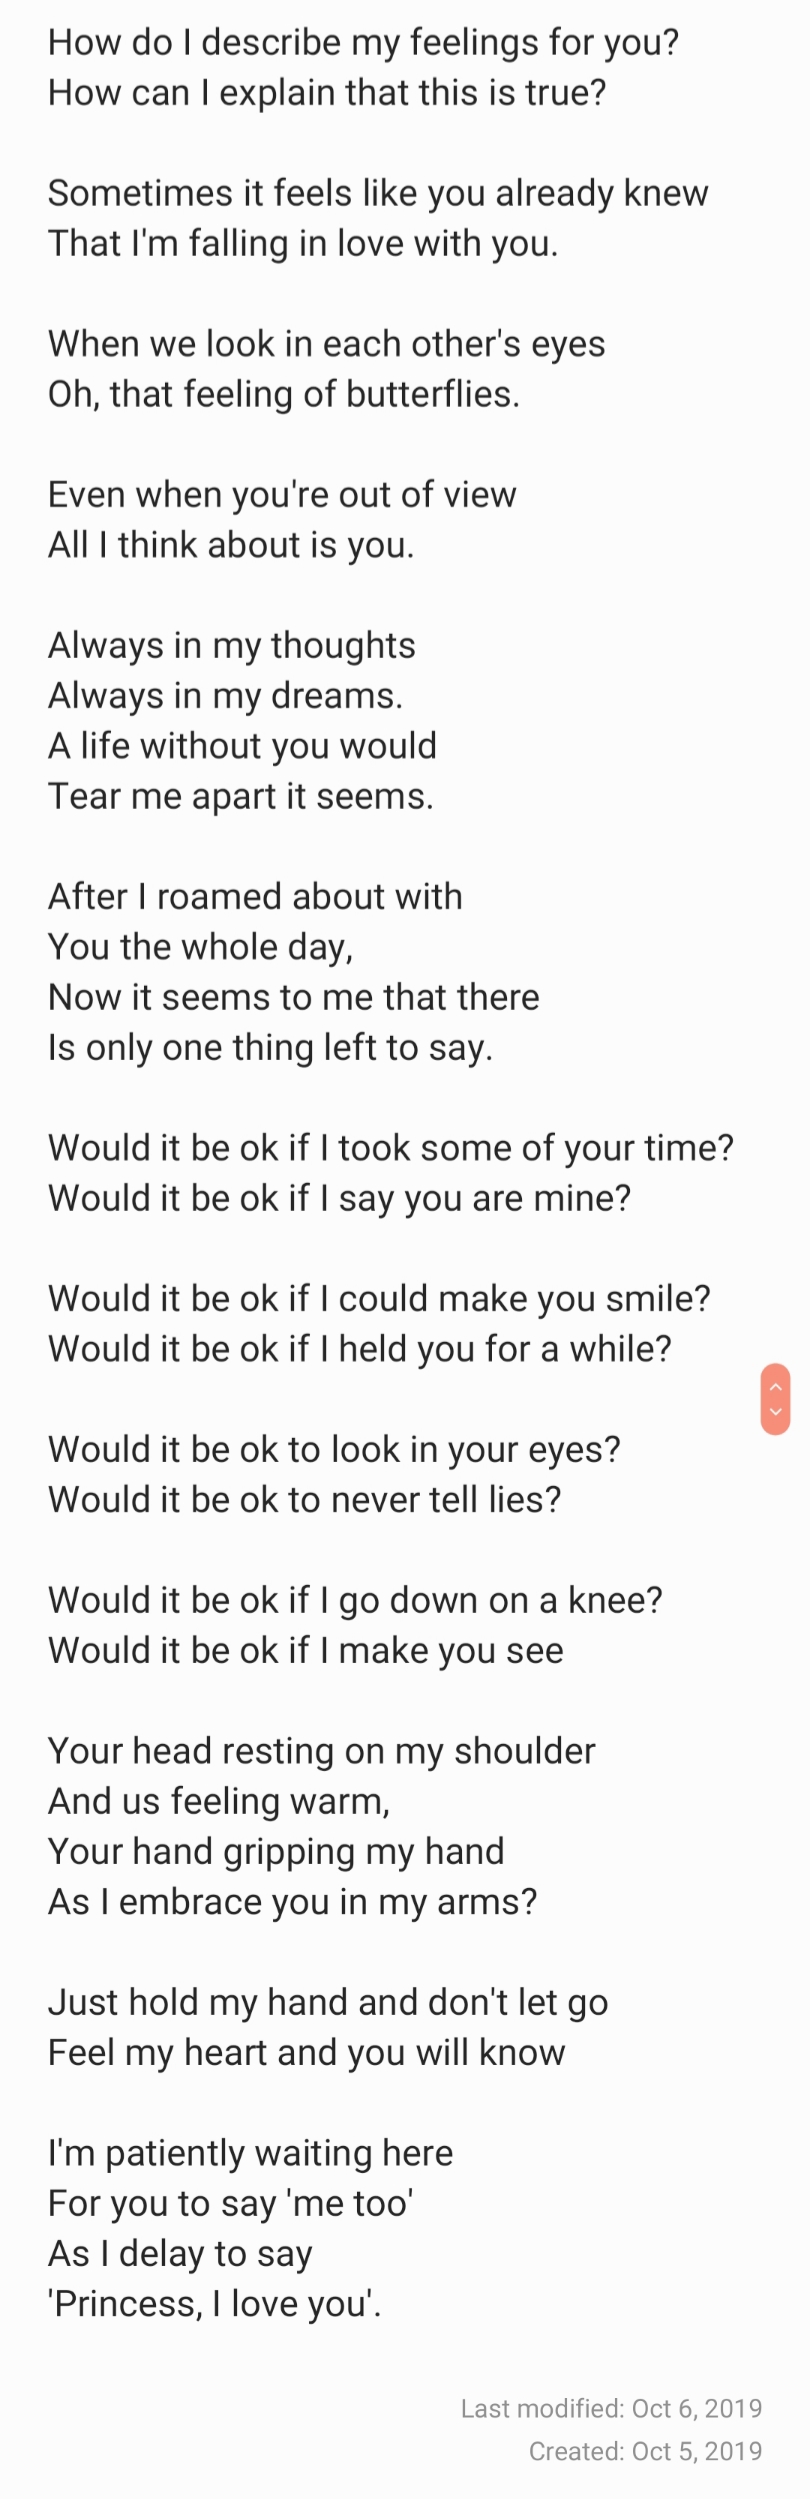 How do I describe my feelings for you?
How can I explain that this is true?
Sometimes it feels like you already knew
That I'm falling in love with you.
When we look in each other's eyes
Oh, that feeling of butterflies.
Even when you're out of view
All I think about is you.
Always in my thoughts
Always in my dreams.
A life without you would
Tear me apart it seems.
After I roamed about with
You the whole day,
Now it seems to me that there
Is only one thing left to say.
Would it be ok if I took some of your time?
Would it be ok if I say you are mine?
Would it be ok if I could make you smile?
Would it be ok if I held you for a while?
Would it be ok to look in your eyes?
Would it be ok to never tell lies?
Would it be ok if I go down on a knee?
Would it be ok if I make you see
Your head resting on my shoulder
And us feeling warm,
Your hand gripping my hand
As I embrace you in my arms?
Just hold my hand and don't let go
Feel my heart and you will know
I'm patiently waiting here
For you to say 'me too'
As I delay to say
'Princess, I love you'.
Last modified: Oct 6, 2019
Created: Oct 5, 2019